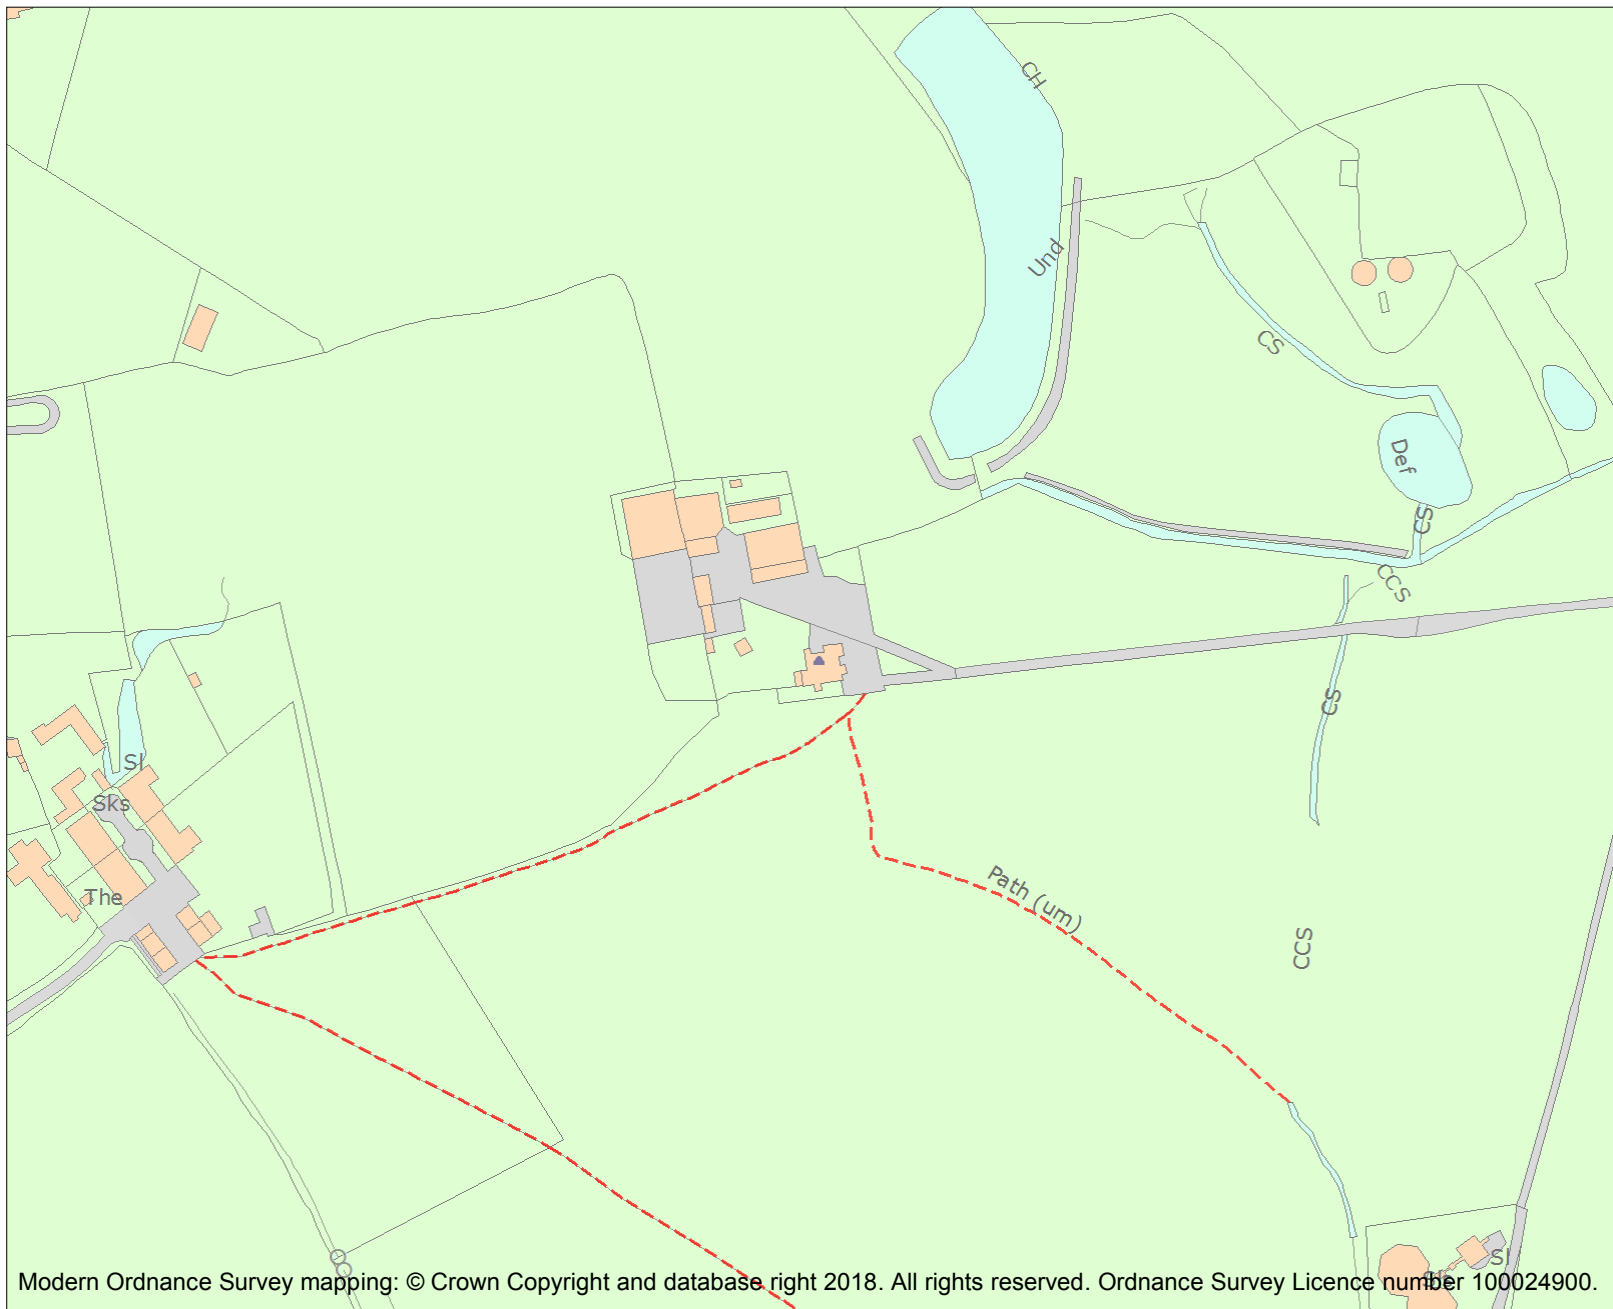 CH
Und
CS
Def
CS
CCS
CS
Sl
Sks
The
Path (um)
CCS
Sl
Modern Ordnance Survey mapping: © Crown Copyright and database right 2018. All rights reserved. Ordnance Survey Licence number 100024900.